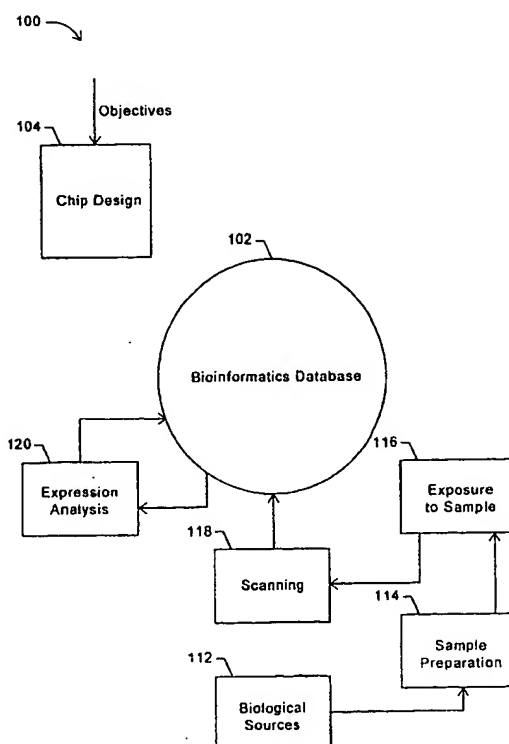 100
Objectives
104
Chip Design
102
Bioinformatics Database
120
Expression
Analysis
116
Exposure
to Sample
118
Scanning
114
Sample
Preparation
112
Biological
Sources